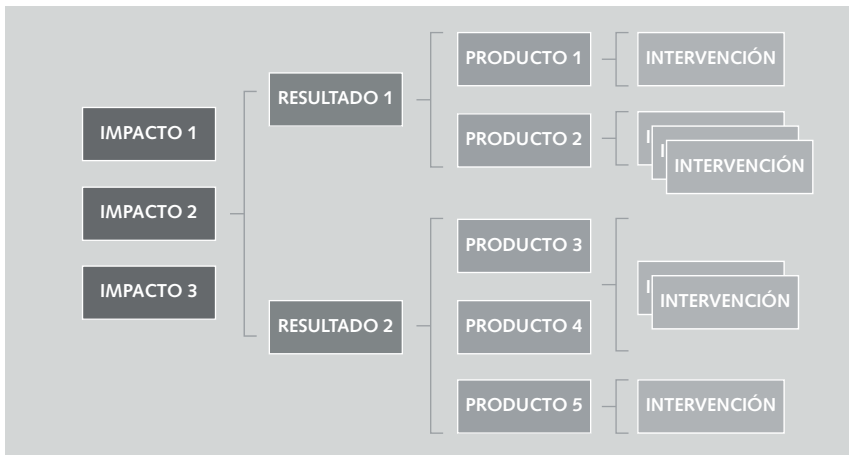 IMPACTO 1
IMPACTO 2
IMPACTO 3
RESULTADO 1
RESULTADO 2
PRODUCTO 1
PRODUCTO 2
PRODUCTO 3
PRODUCTO 4
PRODUCTO 5
INTERVENCIÓN
INTERVENCIÓN
INTERVENCIÓN
INTERVENCIÓN